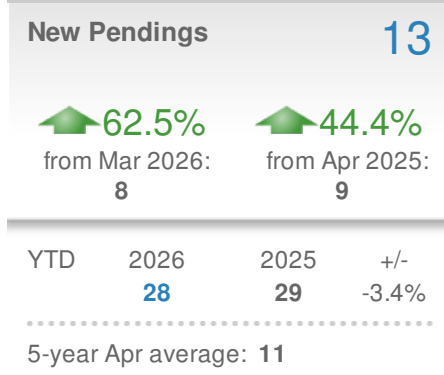 New Pendings 13
62.5% 44.4%
from Mar 2026: from Apr 2025:
8 9
YTD 2026 2025 +/-
28 29 -3.4%
5-year Apr average: 11